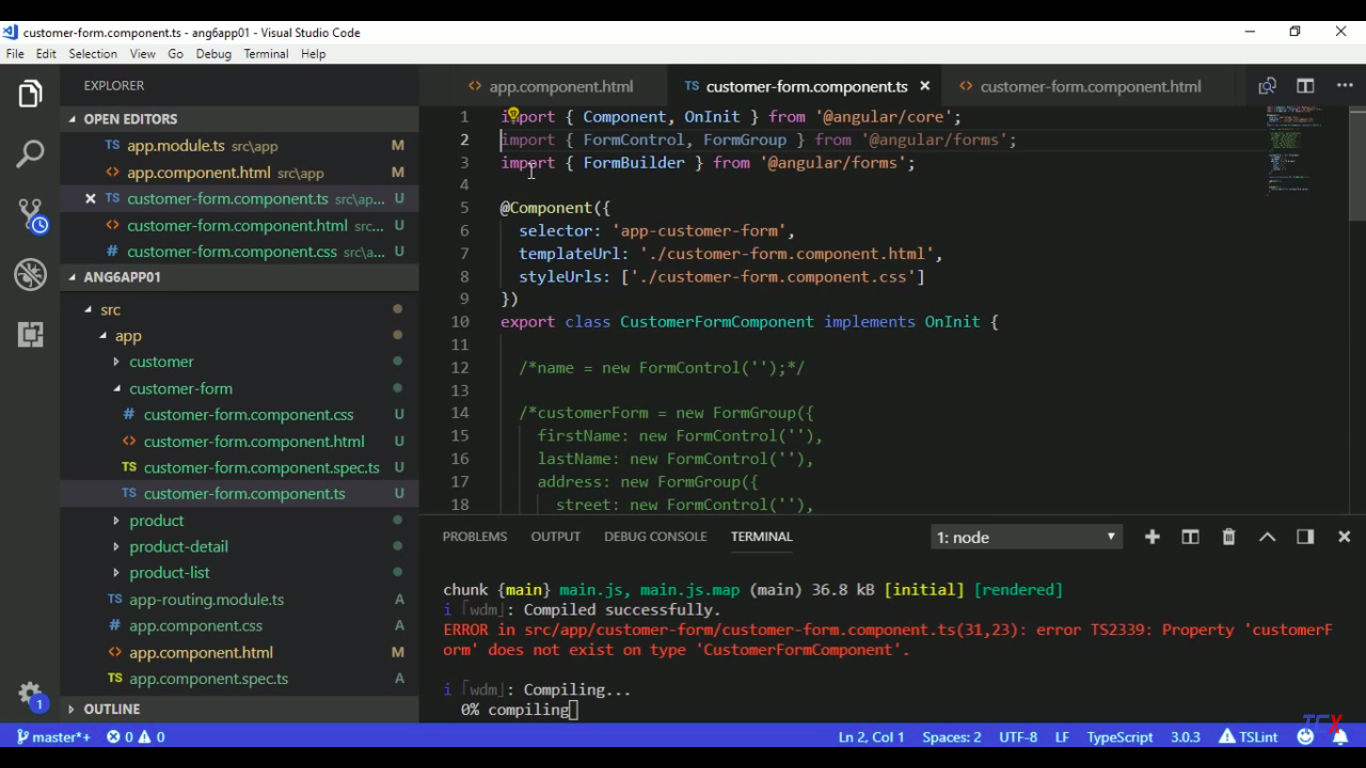 customer-form.component.ts - ang6app01 - Visual Studio Code
File Edit Selection View Go Debug Terminal Help
EXPLORER
OPEN EDITORS
TS app.module.ts src\app M
<> app.component.html src\app M
TS customer-form.component.ts src\ap... U
<> customer-form.component.html src... U
# customer-form.component.css src\a... U
ANG6APP01
src
app
customer
customer-form
# customer-form.component.css U
<> customer-form.component.html U
TS customer-form.component.spec.ts U
TS customer-form.component.ts U
product
product-detail
product-list
TS app-routing.module.ts A
# app.component.css A
<> app.component.html M
TS app.component.spec.ts A
OUTLINE
<> app.component.html TS customer-form.component.ts <> customer-form.component.html
1 import { Component, OnInit } from '@angular/core';
2 import { FormControl, FormGroup } from '@angular/forms';
3 import { FormBuilder } from '@angular/forms';
4
5 @Component({
6 selector: 'app-customer-form',
7 templateUrl: './customer-form.component.html',
8 styleUrls: ['./customer-form.component.css']
9 })
10 export class CustomerFormComponent implements OnInit {
11
12 /*name = new FormControl('');*/
13
14 /*customerForm = new FormGroup({
15 firstName: new FormControl(''),
16 lastName: new FormControl(''),
17 address: new FormGroup({
18 street: new FormControl(''),
PROBLEMS OUTPUT DEBUG CONSOLE TERMINAL 1: node
chunk {main} main.js, main.js.map (main) 36.8 kB [initial] [rendered]
i ｢wdm｣: Compiled successfully.
ERROR in src/app/customer-form/customer-form.component.ts(31,23): error TS2339: Property 'customerF
orm' does not exist on type 'CustomerFormComponent'.
i ｢wdm｣: Compiling...
0% compiling
1
master*+ 0 0 Ln 2, Col 1 Spaces: 2 UTF-8 LF TypeScript 3.0.3 TSLint